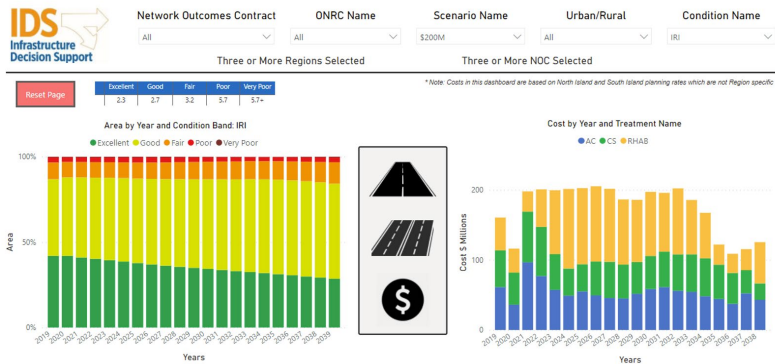 IDS
Infrastructure
Decision Support
Network Outcomes Contract
All
ONRC Name
All
Scenario Name
$200M
Urban/Rural
All
Condition Name
IRI
Three or More Regions Selected
Three or More NOC Selected
Reset Page
Excellent Good Fair Poor Very Poor
2.3 2.7 3.2 5.7 5.7+
* Note: Costs in this dashboard are based on North Island and South Island planning rates which are not Region specific
Area by Year and Condition Band: IRI
Excellent Good Fair Poor Very Poor
100%
50%
0%
Area
2019 2020 2021 2022 2023 2024 2025 2026 2027 2028 2029 2030 2031 2032 2033 2034 2035 2036 2037 2038 2039
Years
$
Cost by Year and Treatment Name
AC CS RHAB
200
100
0
Cost $ Millions
2019 2020 2021 2022 2023 2024 2025 2026 2027 2028 2029 2030 2031 2032 2033 2034 2035 2036 2037 2038
Years